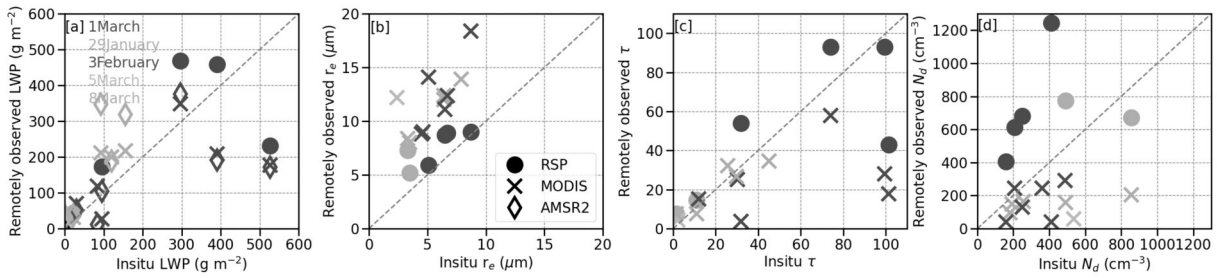 [a]
1March
29January
3February
5March
8March
Remotely observed LWP (g m⁻²)
600
500
400
300
200
100
0
0 100 200 300 400 500 600
Insitu LWP (g m⁻²)
[b]
Remotely observed rₑ (μm)
20
15
10
5
0
RSP
MODIS
AMSR2
0 5 10 15 20
Insitu rₑ (μm)
[c]
Remotely observed τ
100
80
60
40
20
0
0 20 40 60 80 100
Insitu τ
[d]
Remotely observed N_d (cm⁻³)
1200
1000
800
600
400
200
0
0 200 400 600 800 1000 1200
Insitu N_d (cm⁻³)